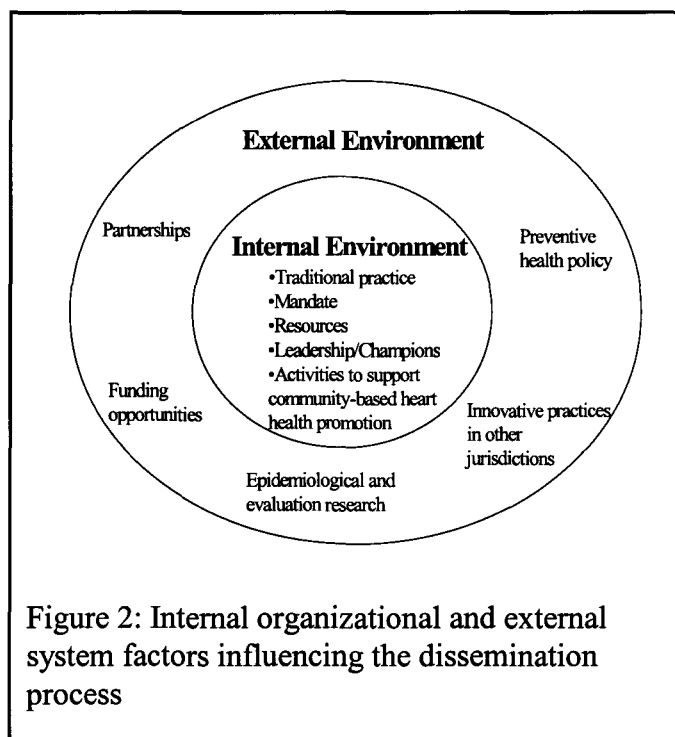 External Environment
Partnerships
Preventive
health policy
Internal Environment
•Traditional practice
•Mandate
•Resources
•Leadership/Champions
•Activities to support
community-based heart
health promotion
Funding
opportunities
Innovative practices
in other
jurisdictions
Epidemiological and
evaluation research
Figure 2: Internal organizational and external
system factors influencing the dissemination
process